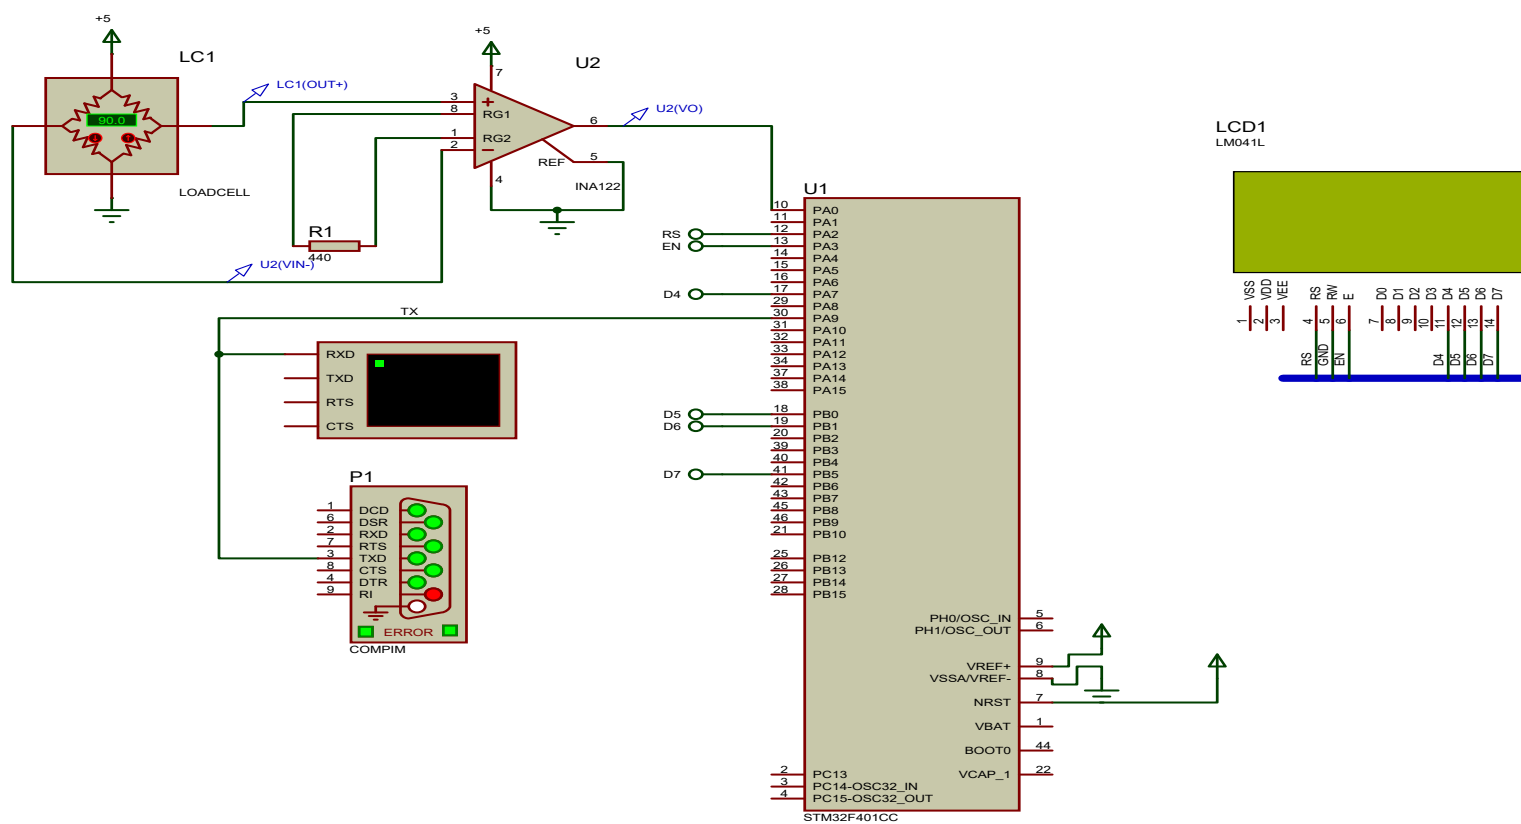 +5
LC1
LC1(OUT+)
90.0
LOADCELL
+5
7
U2
3
8 RG1
1 RG2
2
6
U2(VO)
REF
5
4
INA122
R1
440
U2(VIN-)
LCD1
LM041L
VSS
VDD
VEE
RS
RW
E
D0
D1
D2
D3
D4
D5
D6
D7
1
2
3
4
5
6
7
8
9
10
11
12
13
14
RS
GND
EN
D4
D5
D6
D7
U1
10 PA0
11 PA1
RS 12 PA2
EN 13 PA3
14 PA4
15 PA5
16 PA6
D4 17 PA7
29 PA8
TX 30 PA9
31 PA10
32 PA11
33 PA12
34 PA13
37 PA14
38 PA15
D5 18 PB0
D6 19 PB1
20 PB2
39 PB3
40 PB4
D7 41 PB5
42 PB6
43 PB7
45 PB8
46 PB9
21 PB10
25 PB12
26 PB13
27 PB14
28 PB15
PH0/OSC_IN 5
PH1/OSC_OUT 6
VREF+ 9
VSSA/VREF- 8
NRST 7
VBAT 1
BOOT0 44
VCAP_1 22
2 PC13
3 PC14-OSC32_IN
4 PC15-OSC32_OUT
STM32F401CC
RXD
TXD
RTS
CTS
P1
1 DCD
6 DSR
2 RXD
7 RTS
3 TXD
8 CTS
4 DTR
9 RI
ERROR
COMPIM